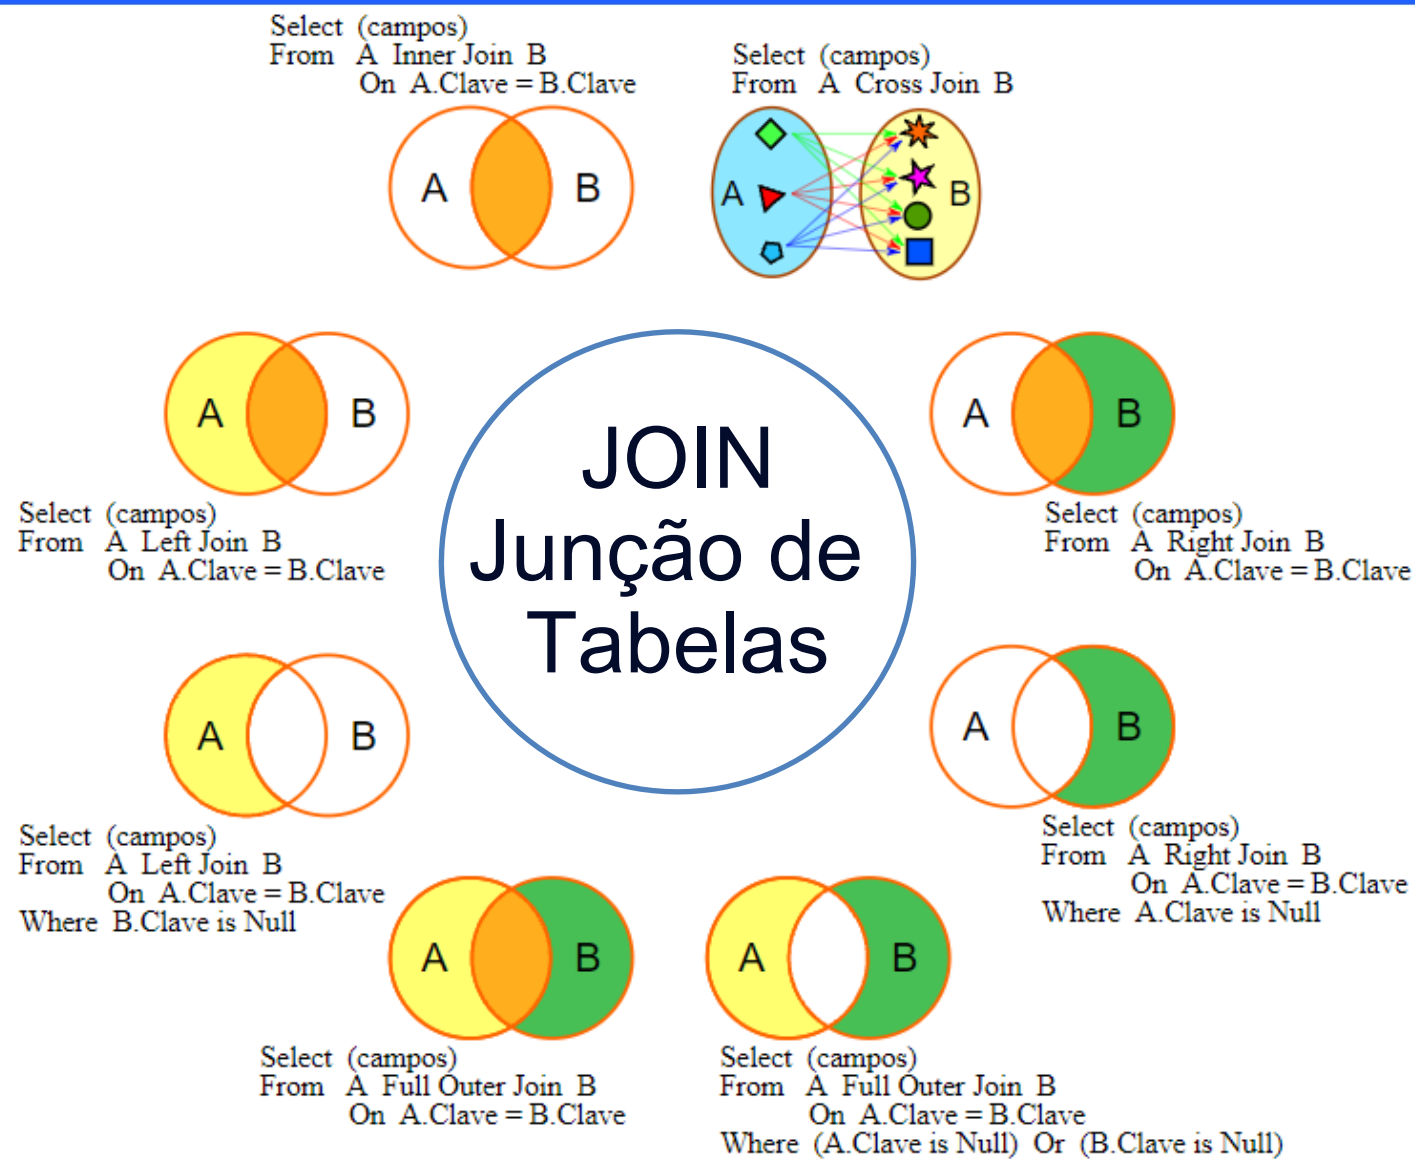 Select (campos)
From A Inner Join B
On A.Clave = B.Clave
A B
Select (campos)
From A Cross Join B
A B
A B
Select (campos)
From A Left Join B
On A.Clave = B.Clave
JOIN
Junção de
Tabelas
A B
Select (campos)
From A Right Join B
On A.Clave = B.Clave
A B
Select (campos)
From A Left Join B
On A.Clave = B.Clave
Where B.Clave is Null
A B
Select (campos)
From A Right Join B
On A.Clave = B.Clave
Where A.Clave is Null
A B
Select (campos)
From A Full Outer Join B
On A.Clave = B.Clave
A B
Select (campos)
From A Full Outer Join B
On A.Clave = B.Clave
Where (A.Clave is Null) Or (B.Clave is Null)